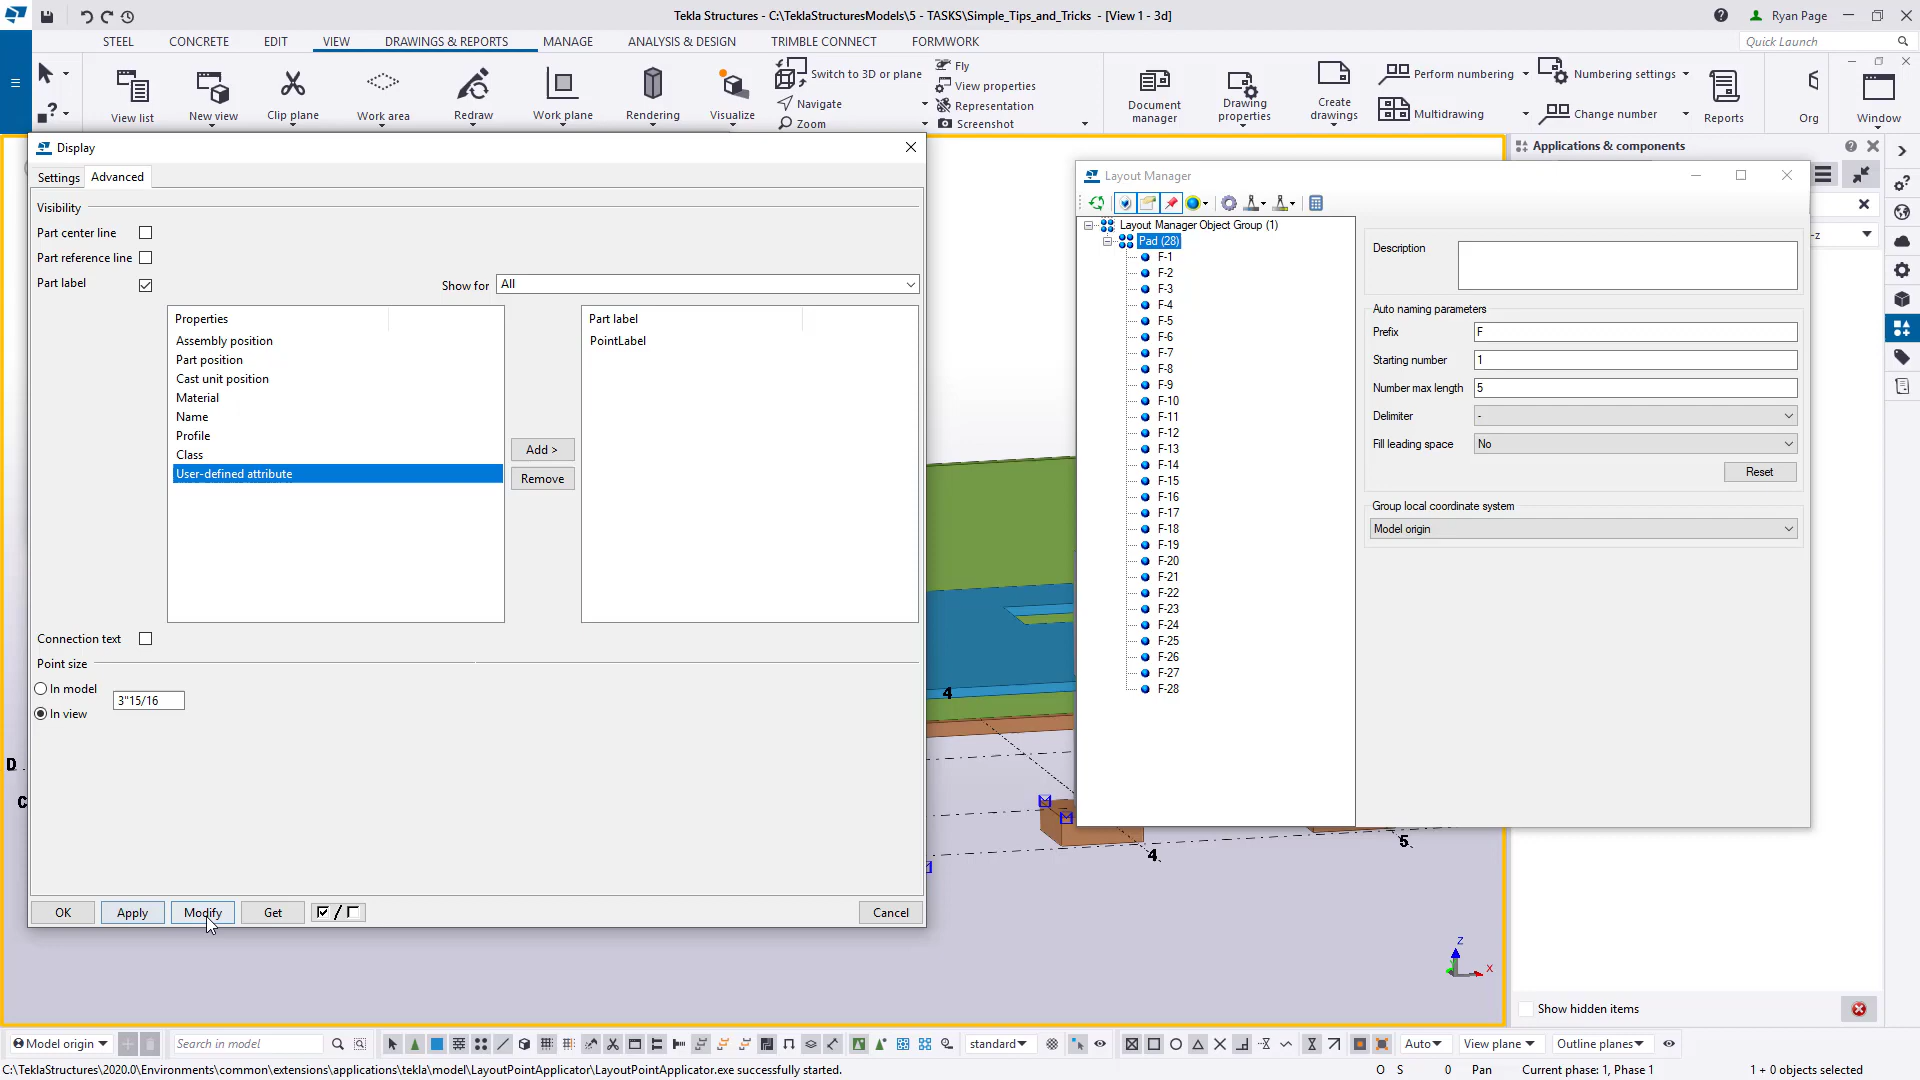 Tekla Structures - C:\TeklaStructuresModels\5 - TASKS\Simple_Tips_and_Tricks - [View 1 - 3d]
Ryan Page
STEEL CONCRETE EDIT VIEW DRAWINGS & REPORTS MANAGE ANALYSIS & DESIGN TRIMBLE CONNECT FORMWORK
Quick Launch
View list
New view
Clip plane
Work area
Redraw
Work plane
Rendering
Visualize
Switch to 3D or plane
Navigate
Zoom
Fly
View properties
Representation
Screenshot
Document manager
Drawing properties
Create drawings
Perform numbering
Multidrawing
Numbering settings
Change number
Reports
Org
Window
Display
Settings Advanced
Visibility
Part center line
Part reference line
Part label
Show for All
Properties
Assembly position
Part position
Cast unit position
Material
Name
Profile
Class
User-defined attribute
Add >
Remove
Part label
PointLabel
Connection text
Point size
In model
In view
3"15/16
OK Apply Modify Get Cancel
D
C
4
4
5
Z
X
Layout Manager
Layout Manager Object Group (1)
Pad (28)
F-1
F-2
F-3
F-4
F-5
F-6
F-7
F-8
F-9
F-10
F-11
F-12
F-13
F-14
F-15
F-16
F-17
F-18
F-19
F-20
F-21
F-22
F-23
F-24
F-25
F-26
F-27
F-28
Description
Auto naming parameters
Prefix F
Starting number 1
Number max length 5
Delimiter -
Fill leading space No
Reset
Group local coordinate system
Model origin
Applications & components
-z
Show hidden items
Model origin
Search in model
standard
Auto
View plane
Outline planes
C:\TeklaStructures\2020.0\Environments\common\extensions\applications\tekla\model\LayoutPointApplicator\LayoutPointApplicator.exe successfully started.
O S 0 Pan Current phase: 1, Phase 1 1 + 0 objects selected